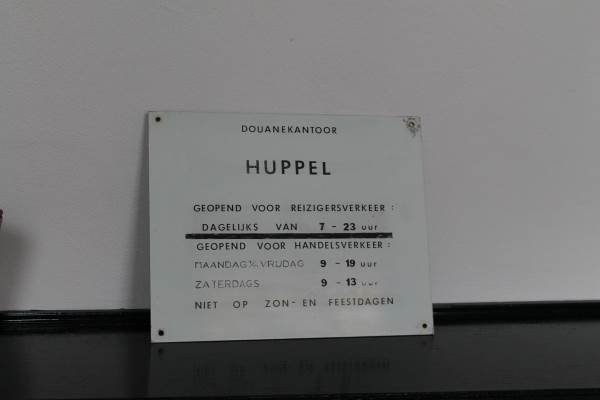 DOUANEKANTOOR
HUPPEL
GEOPEND VOOR REIZIGERSVERKEER:
DAGELIJKS VAN 7 - 23 uur
GEOPEND VOOR HANDELSVERKEER:
MAANDAG T/M VRIJDAG 9 - 19 uur
ZATERDAGS 9 - 13 uur
NIET OP ZON- EN FEESTDAGEN